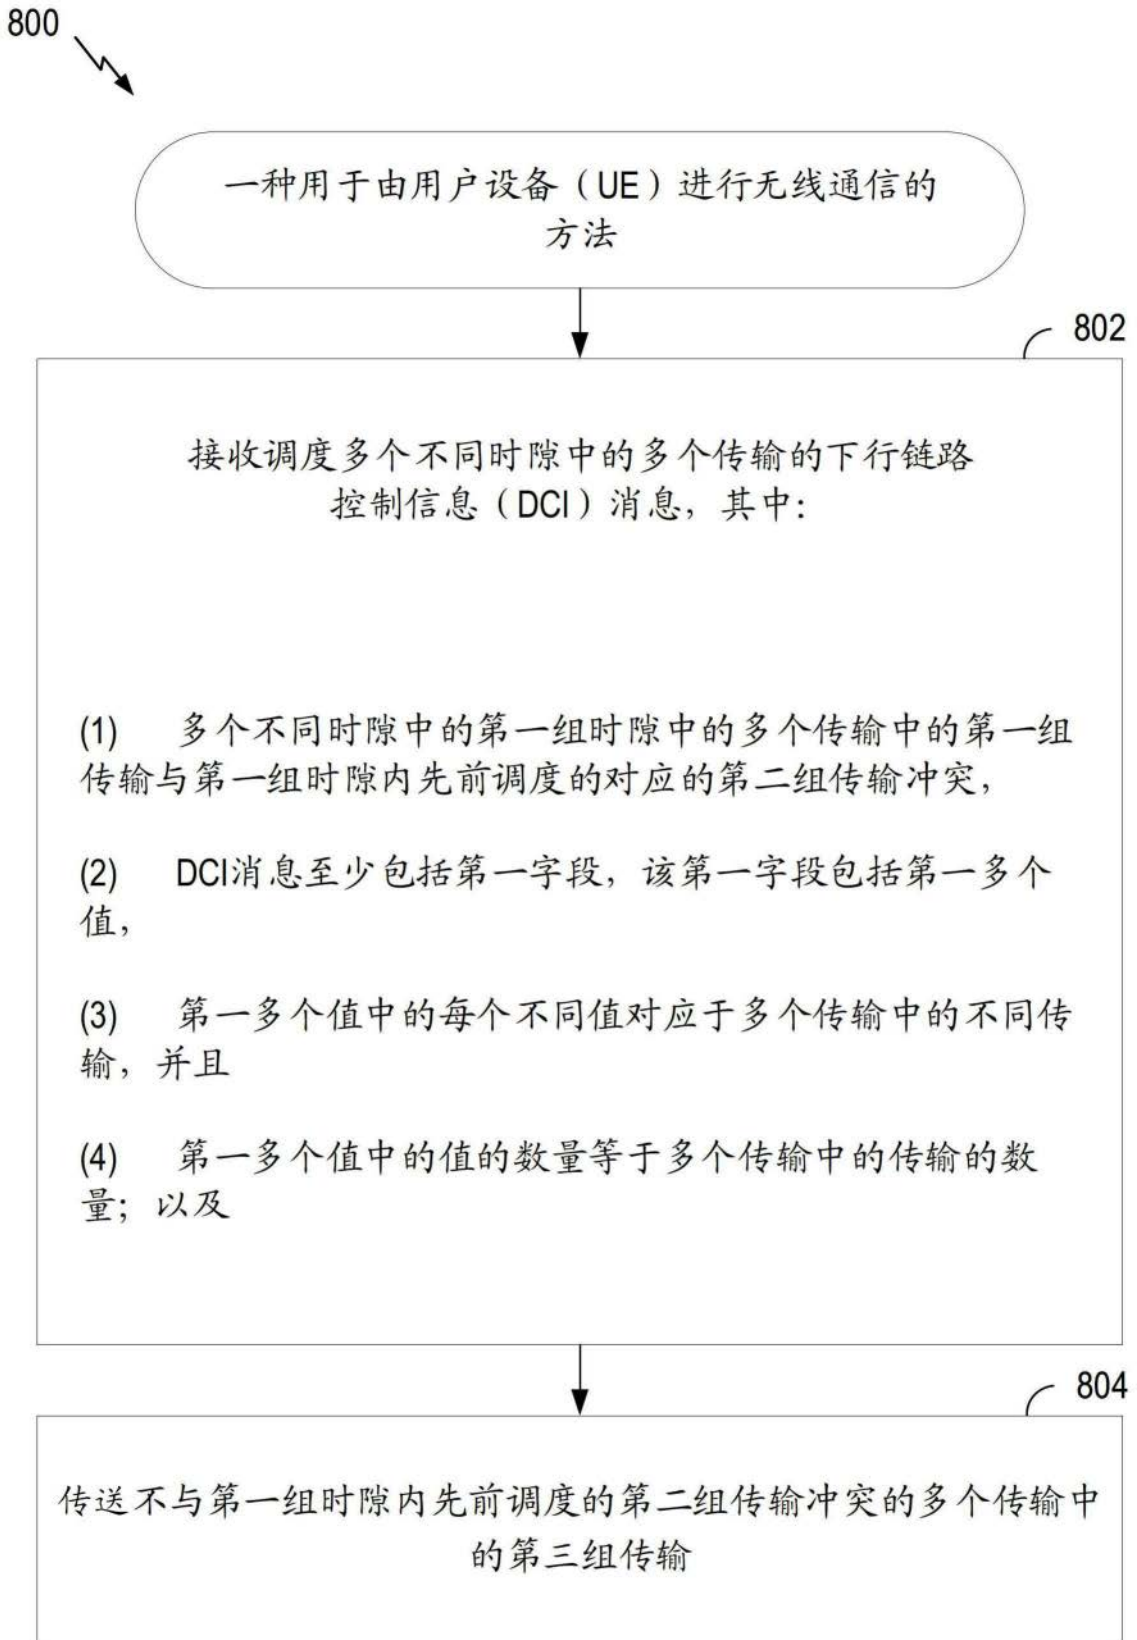 800
一种用于由用户设备（UE）进行无线通信的
方法
802
接收调度多个不同时隙中的多个传输的下行链路
控制信息（DCI）消息，其中：
(1) 多个不同时隙中的第一组时隙中的多个传输中的第一组
传输与第一组时隙内先前调度的对应的第二组传输冲突，
(2) DCI消息至少包括第一字段，该第一字段包括第一多个
值，
(3) 第一多个值中的每个不同值对应于多个传输中的不同传
输，并且
(4) 第一多个值中的值的数量等于多个传输中的传输的数
量；以及
804
传送不与第一组时隙内先前调度的第二组传输冲突的多个传输中
的第三组传输